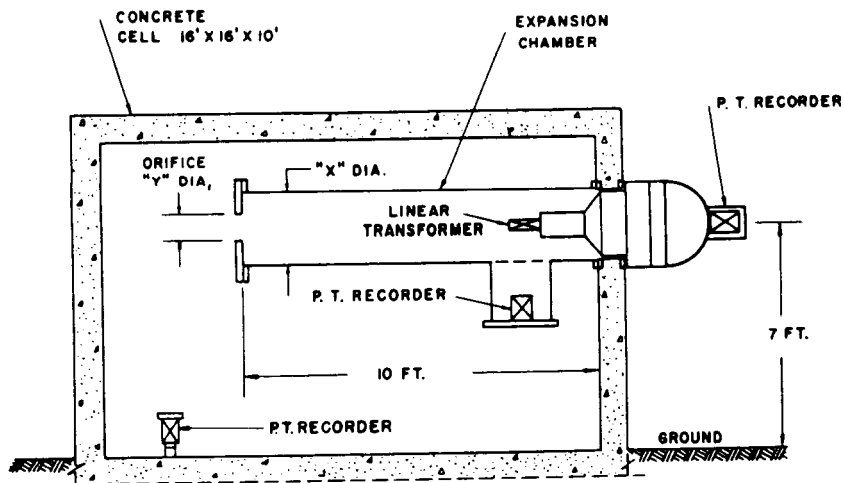 CONCRETE
CELL 16' X 16' X 10'
EXPANSION
CHAMBER
P. T. RECORDER
ORIFICE
"Y" DIA,
"X" DIA.
LINEAR
TRANSFORMER
P. T. RECORDER
7 FT.
10 FT.
P.T. RECORDER
GROUND